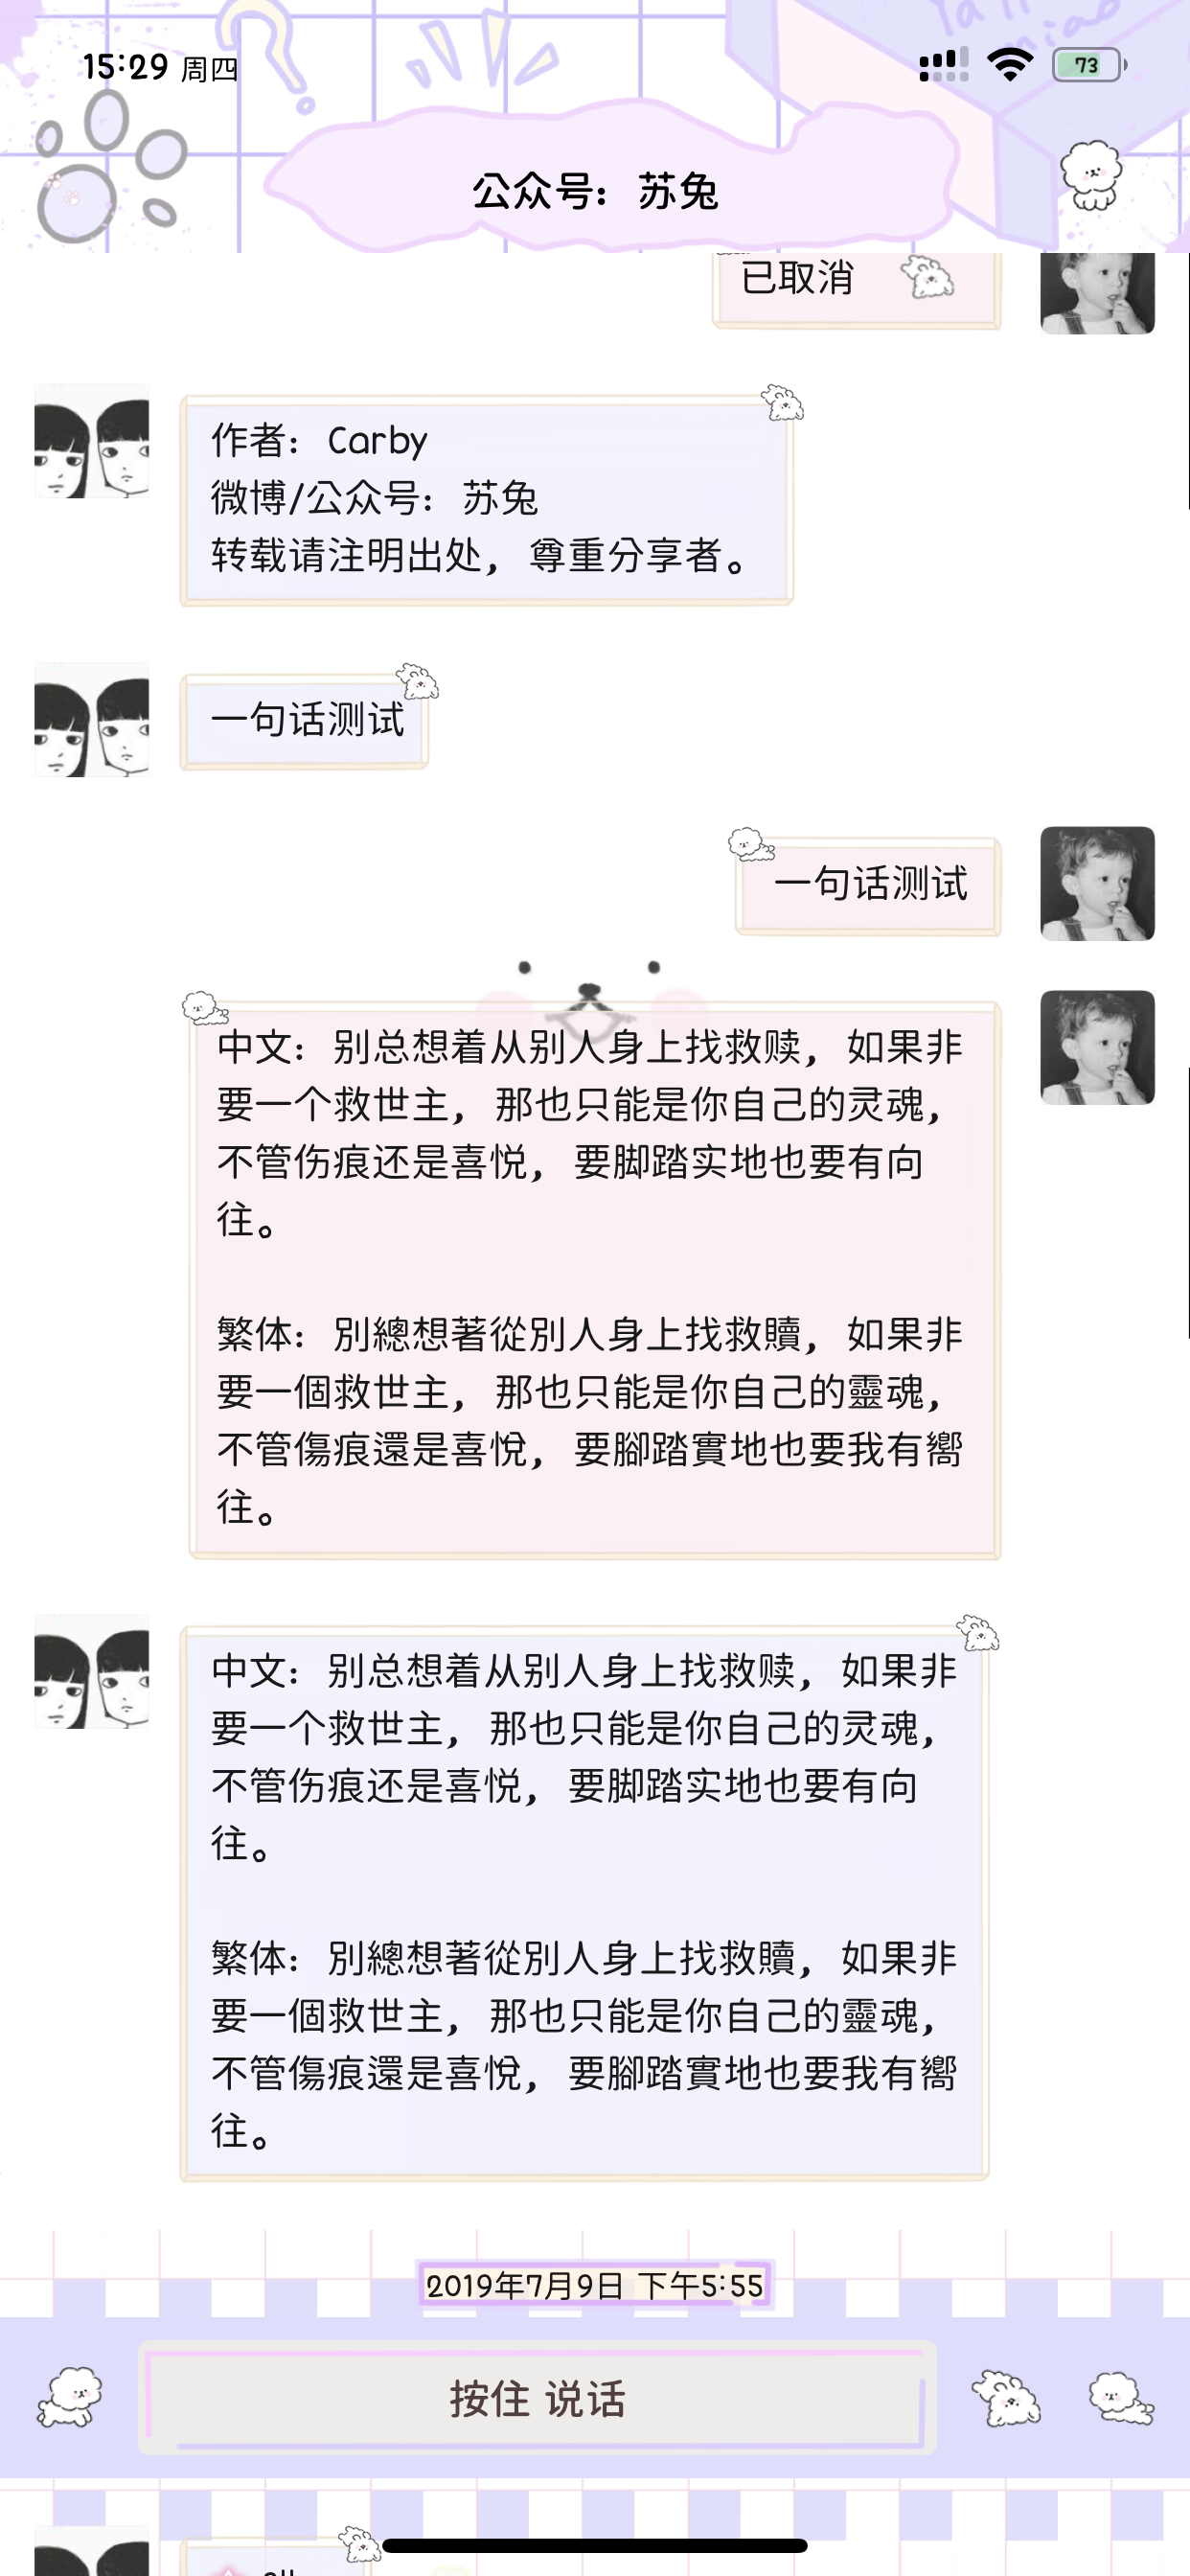 15:29 周四
73
公众号：苏兔
已取消
作者：Carby
微博/公众号：苏兔
转载请注明出处，尊重分享者。
一句话测试
一句话测试
中文：别总想着从别人身上找救赎，如果非
要一个救世主，那也只能是你自己的灵魂，
不管伤痕还是喜悦，要脚踏实地也要有向
往。
繁体：別總想著從別人身上找救贖，如果非
要一個救世主，那也只能是你自己的靈魂，
不管傷痕還是喜悅，要腳踏實地也要我有嚮
往。
中文：别总想着从别人身上找救赎，如果非
要一个救世主，那也只能是你自己的灵魂，
不管伤痕还是喜悦，要脚踏实地也要有向
往。
繁体：別總想著從別人身上找救贖，如果非
要一個救世主，那也只能是你自己的靈魂，
不管傷痕還是喜悅，要腳踏實地也要我有嚮
往。
2019年7月9日 下午5:55
按住 说话